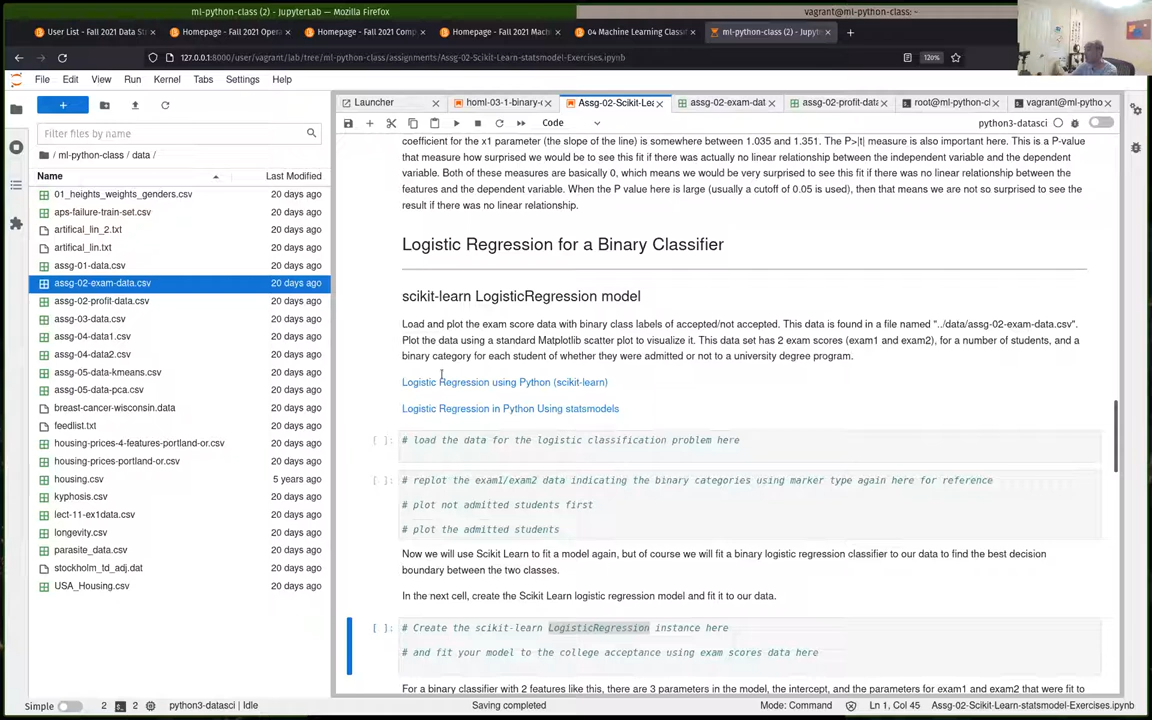 ml-python-class (2) - JupyterLab — Mozilla Firefox
vagrant@ml-python-class: ~
User List - Fall 2021 Data St
Homepage - Fall 2021 Opera
Homepage - Fall 2021 Comp
Homepage - Fall 2021 Mach
04 Machine Learning Classi
ml-python-class (2) - Jupyt
127.0.0.1:8000/user/vagrant/lab/tree/ml-python-class/assignments/Assg-02-Scikit-Learn-statsmodel-Exercises.ipynb
120%
File Edit View Run Kernel Tabs Settings Help
Launcher
homl-03-1-binary-c
Assg-02-Scikit-Lea
assg-02-exam-dat
assg-02-profit-data
root@ml-python-cl
vagrant@ml-pytho
Code
python3-datasci
Filter files by name
/ ml-python-class / data /
Name Last Modified
01_heights_weights_genders.csv 20 days ago
aps-failure-train-set.csv 20 days ago
artifical_lin_2.txt 20 days ago
artifical_lin.txt 20 days ago
assg-01-data.csv 20 days ago
assg-02-exam-data.csv 20 days ago
assg-02-profit-data.csv 20 days ago
assg-03-data.csv 20 days ago
assg-04-data1.csv 20 days ago
assg-04-data2.csv 20 days ago
assg-05-data-kmeans.csv 20 days ago
assg-05-data-pca.csv 20 days ago
breast-cancer-wisconsin.data 20 days ago
feedlist.txt 20 days ago
housing-prices-4-features-portland-or.csv 20 days ago
housing-prices-portland-or.csv 20 days ago
housing.csv 5 years ago
kyphosis.csv 20 days ago
lect-11-ex1data.csv 20 days ago
longevity.csv 20 days ago
parasite_data.csv 20 days ago
stockholm_td_adj.dat 20 days ago
USA_Housing.csv 20 days ago
coefficient for the x1 parameter (the slope of the line) is somewhere between 1.035 and 1.351. The P>|t| measure is also important here. This is a P-value
that measure how surprised we would be to see this fit if there was actually no linear relationship between the independent variable and the dependent
variable. Both of these measures are basically 0, which means we would be very surprised to see this fit if there was no linear relationship between the
features and the dependent variable. When the P value here is large (usually a cutoff of 0.05 is used), then that means we are not so surprised to see the
result if there was no linear relationship.
Logistic Regression for a Binary Classifier
scikit-learn LogisticRegression model
Load and plot the exam score data with binary class labels of accepted/not accepted. This data is found in a file named "../data/assg-02-exam-data.csv".
Plot the data using a standard Matplotlib scatter plot to visualize it. This data set has 2 exam scores (exam1 and exam2), for a number of students, and a
binary category for each student of whether they were admitted or not to a university degree program.
Logistic Regression using Python (scikit-learn)
Logistic Regression in Python Using statsmodels
[ ]: # load the data for the logistic classification problem here
[ ]: # replot the exam1/exam2 data indicating the binary categories using marker type again here for reference
# plot not admitted students first
# plot the admitted students
Now we will use Scikit Learn to fit a model again, but of course we will fit a binary logistic regression classifier to our data to find the best decision
boundary between the two classes.
In the next cell, create the Scikit Learn logistic regression model and fit it to our data.
[ ]: # Create the scikit-learn LogisticRegression instance here
# and fit your model to the college acceptance using exam scores data here
For a binary classifier with 2 features like this, there are 3 parameters in the model, the intercept, and the parameters for exam1 and exam2 that were fit to
Simple 2 2 python3-datasci | Idle Saving completed Mode: Command Ln 1, Col 45 Assg-02-Scikit-Learn-statsmodel-Exercises.ipynb